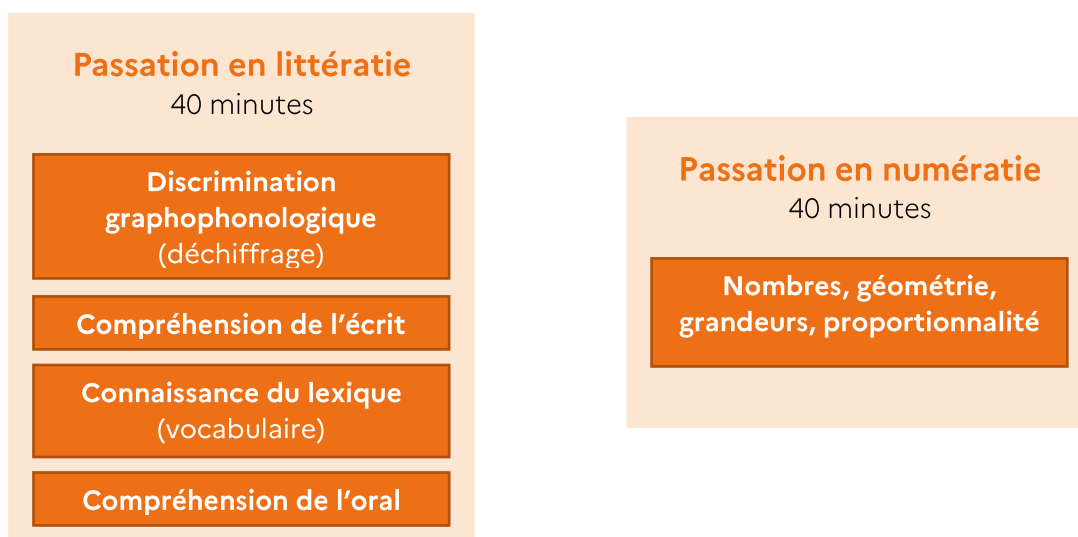 Passation en littératie
40 minutes
Discrimination
graphophonologique
(déchiffrage)
Compréhension de l’écrit
Connaissance du lexique
(vocabulaire)
Compréhension de l’oral
Passation en numératie
40 minutes
Nombres, géométrie,
grandeurs, proportionnalité